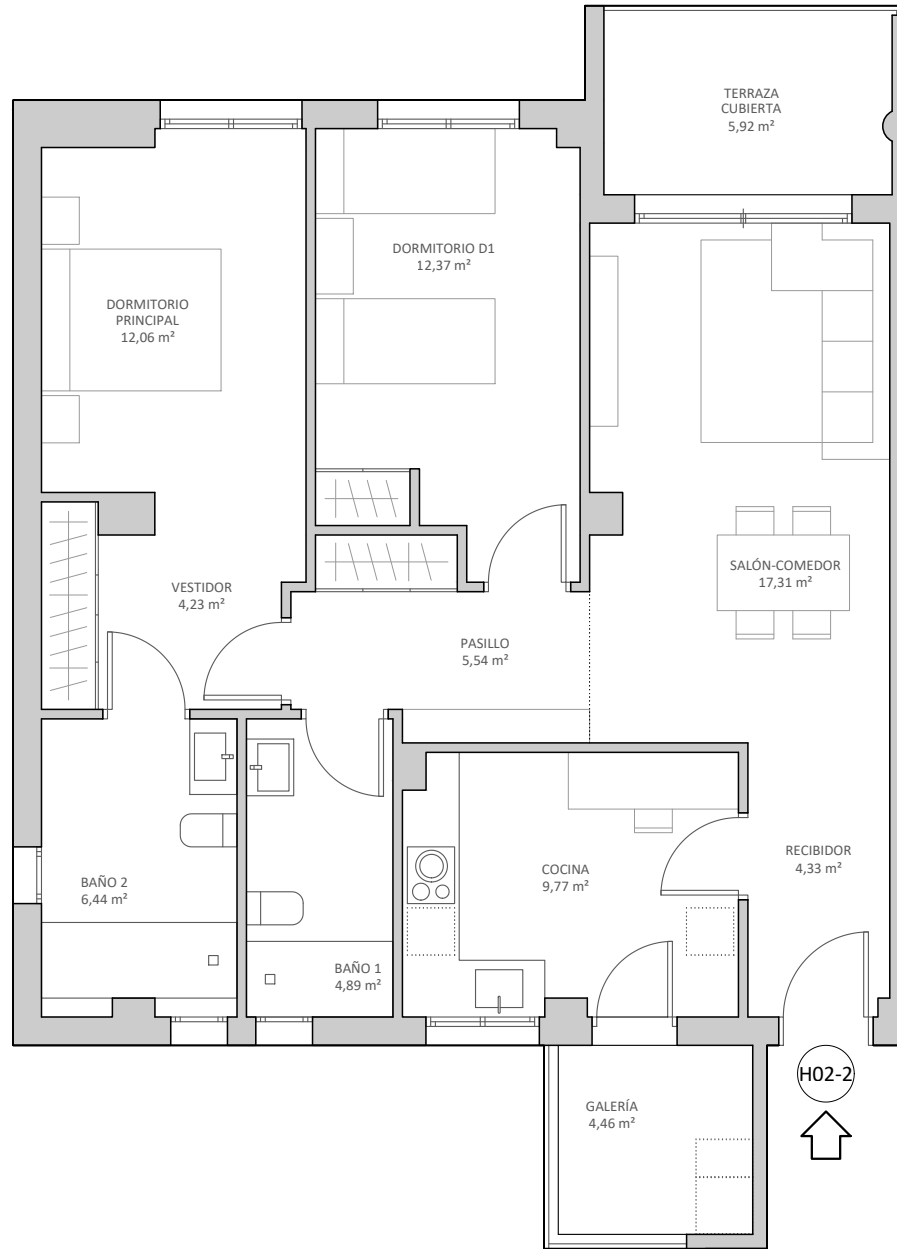 TERRAZA
CUBIERTA
5,92 m²
DORMITORIO D1
12,37 m²
DORMITORIO
PRINCIPAL
12,06 m²
SALÓN-COMEDOR
17,31 m²
VESTIDOR
4,23 m²
PASILLO
5,54 m²
RECIBIDOR
4,33 m²
COCINA
9,77 m²
BAÑO 2
6,44 m²
BAÑO 1
4,89 m²
H02-2
GALERÍA
4,46 m²